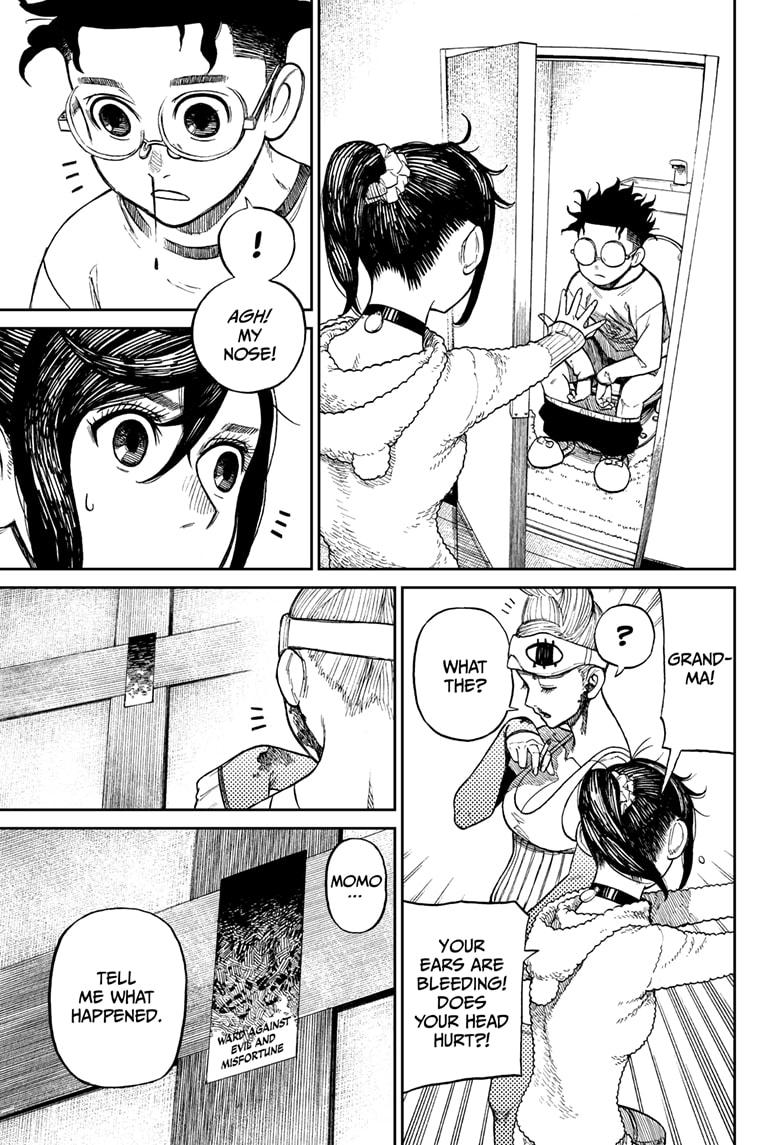 !
AGH!
MY
NOSE!
GRAND-
MA!
?
WHAT
THE?
YOUR
EARS ARE
BLEEDING!
DOES
YOUR HEAD
HURT?!
MOMO
...
TELL
ME WHAT
HAPPENED.
WARD AGAINST
EVIL AND
MISFORTUNE